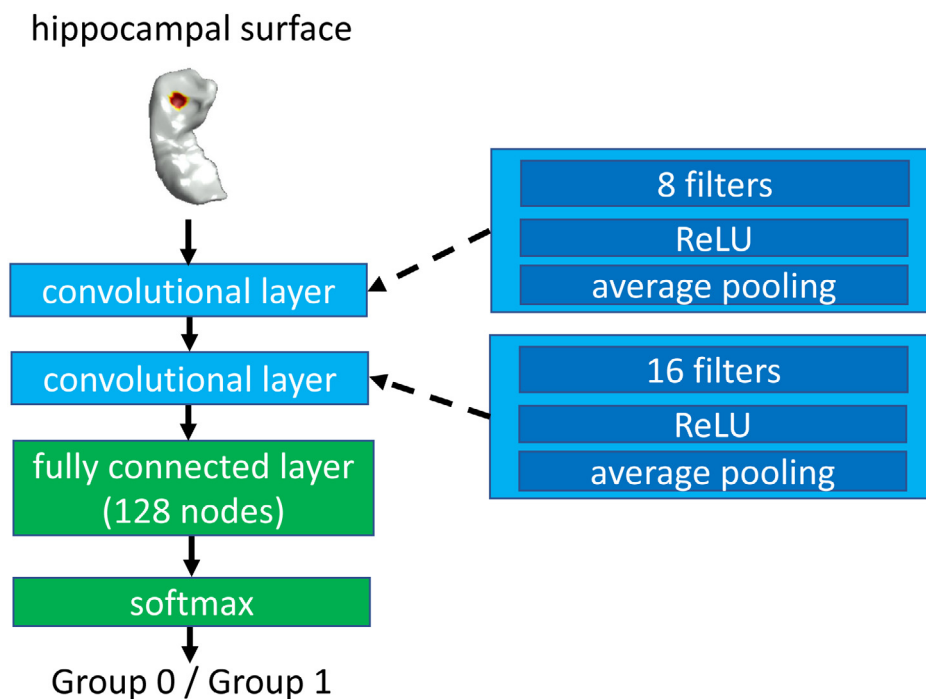 hippocampal surface
convolutional layer
convolutional layer
fully connected layer
(128 nodes)
softmax
Group 0 / Group 1
8 filters
ReLU
average pooling
16 filters
ReLU
average pooling